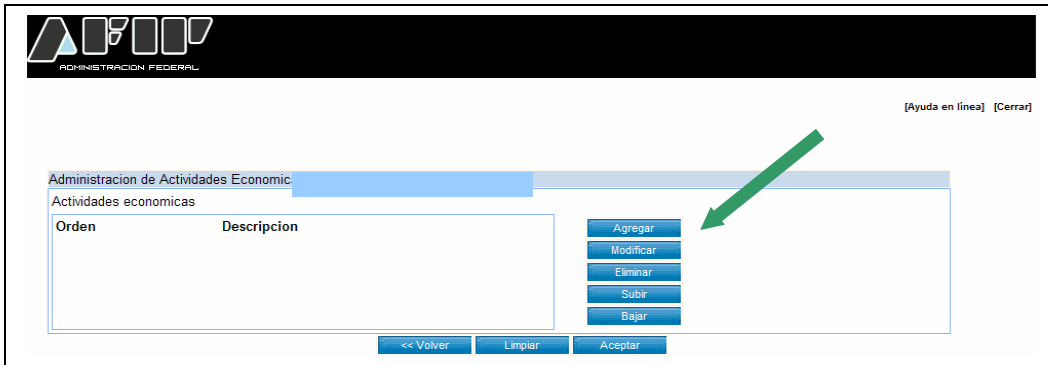 AFIP
ADMINISTRACION FEDERAL
[Ayuda en línea] [Cerrar]
Administracion de Actividades Economic
Actividades economicas
Orden Descripcion
Agregar
Modificar
Eliminar
Subir
Bajar
<< Volver Limpiar Aceptar